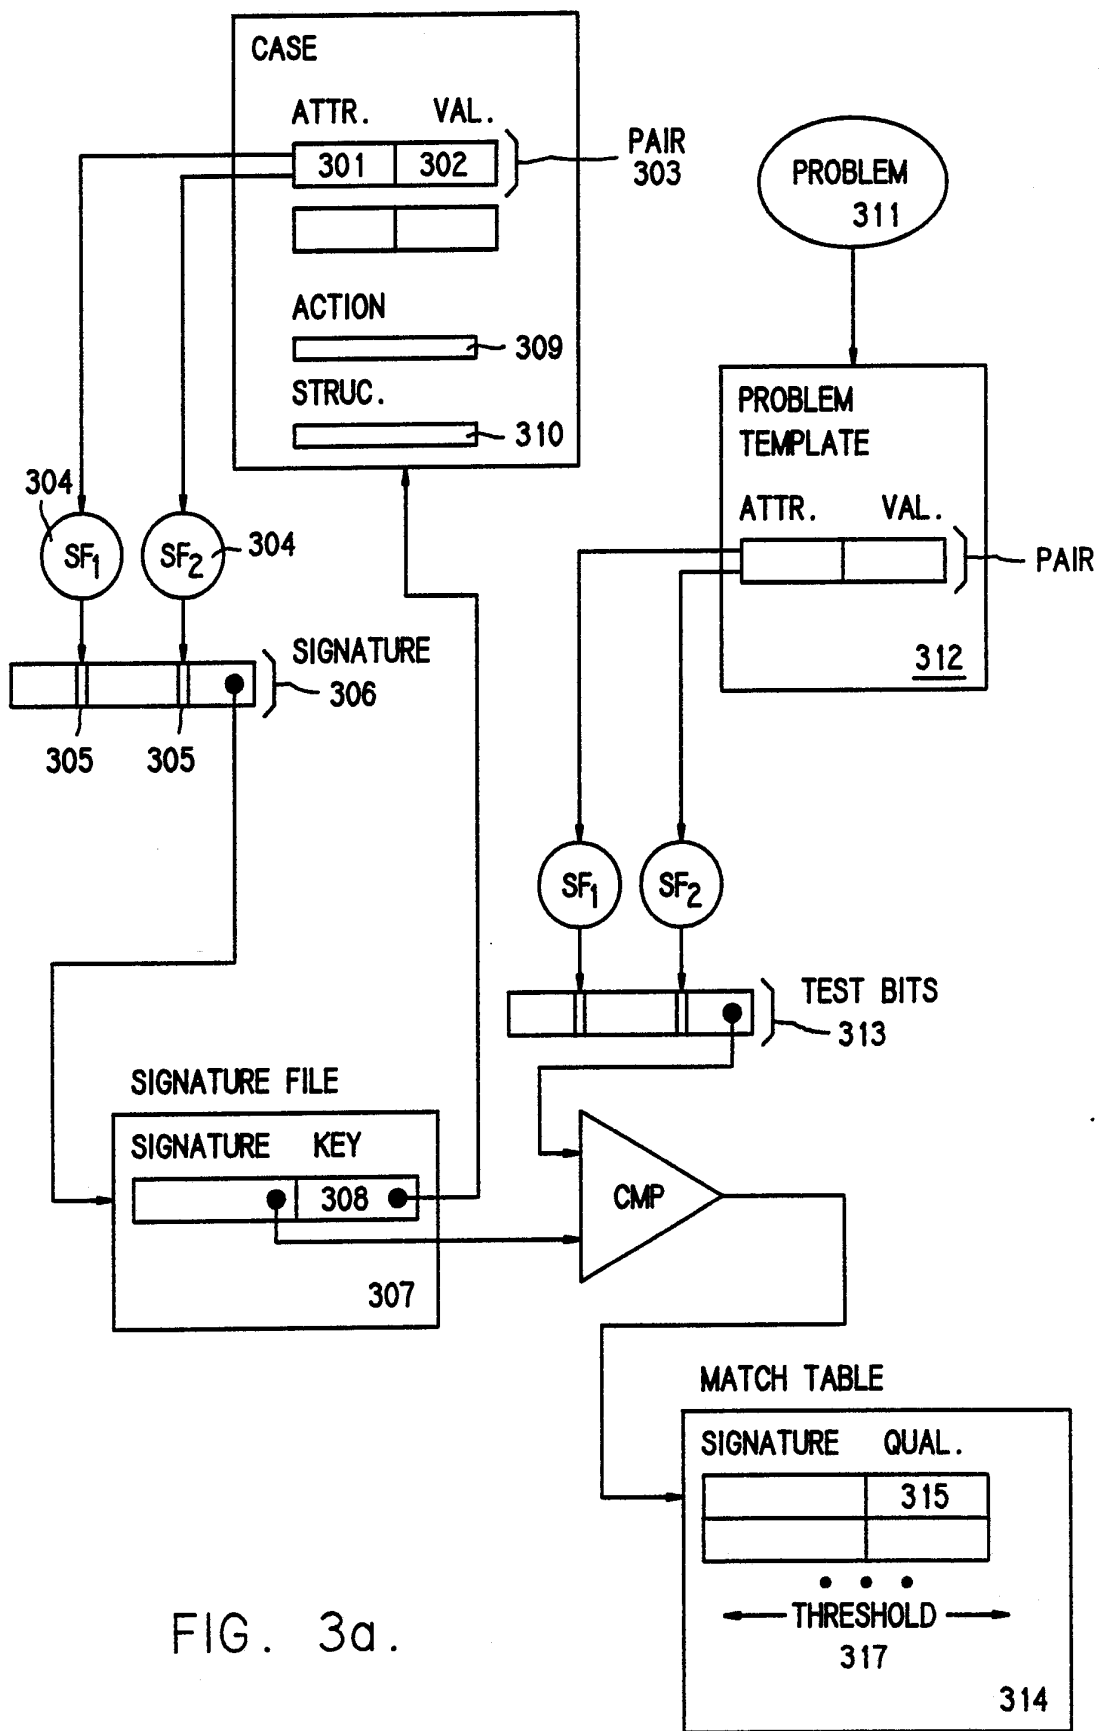 CASE
ATTR. VAL.
301 302
PAIR
303
ACTION
309
STRUC.
310
PROBLEM
311
PROBLEM
TEMPLATE
ATTR. VAL.
PAIR
312
304
SF1
SF2
304
SIGNATURE
306
305
305
SF1
SF2
TEST BITS
313
SIGNATURE FILE
SIGNATURE KEY
308
307
CMP
MATCH TABLE
SIGNATURE QUAL.
315
THRESHOLD
317
314
FIG. 3a.